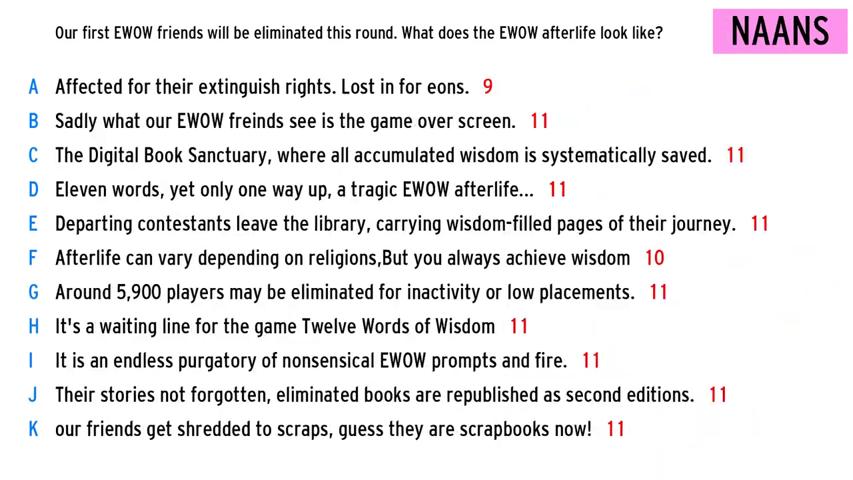 Our first EWOW friends will be eliminated this round. What does the EWOW afterlife look like?
NAANS
A Affected for their extinguish rights. Lost in for eons. 9
B Sadly what our EWOW freinds see is the game over screen. 11
C The Digital Book Sanctuary, where all accumulated wisdom is systematically saved. 11
D Eleven words, yet only one way up, a tragic EWOW afterlife... 11
E Departing contestants leave the library, carrying wisdom-filled pages of their journey. 11
F Afterlife can vary depending on religions,But you always achieve wisdom 10
G Around 5,900 players may be eliminated for inactivity or low placements. 11
H It's a waiting line for the game Twelve Words of Wisdom 11
I It is an endless purgatory of nonsensical EWOW prompts and fire. 11
J Their stories not forgotten, eliminated books are republished as second editions. 11
K our friends get shredded to scraps, guess they are scrapbooks now! 11